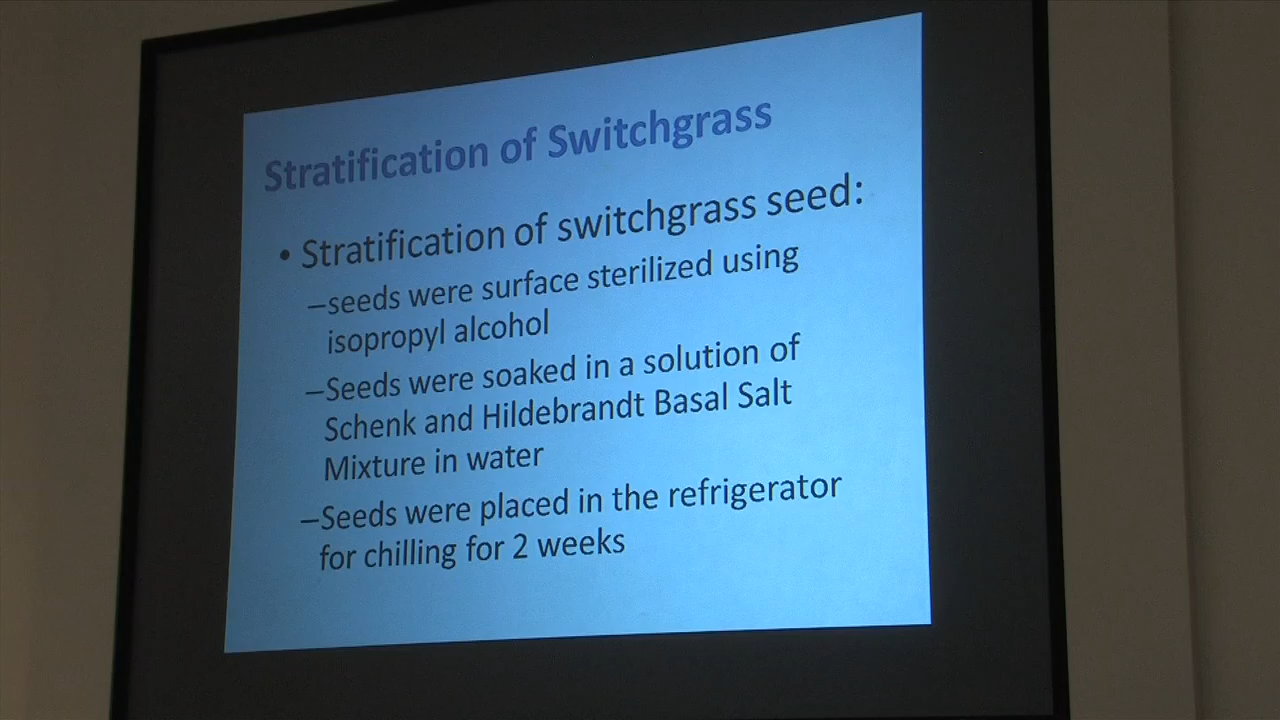 Stratification of Switchgrass
• Stratification of switchgrass seed:
–seeds were surface sterilized using
isopropyl alcohol
–Seeds were soaked in a solution of
Schenk and Hildebrandt Basal Salt
Mixture in water
–Seeds were placed in the refrigerator
for chilling for 2 weeks